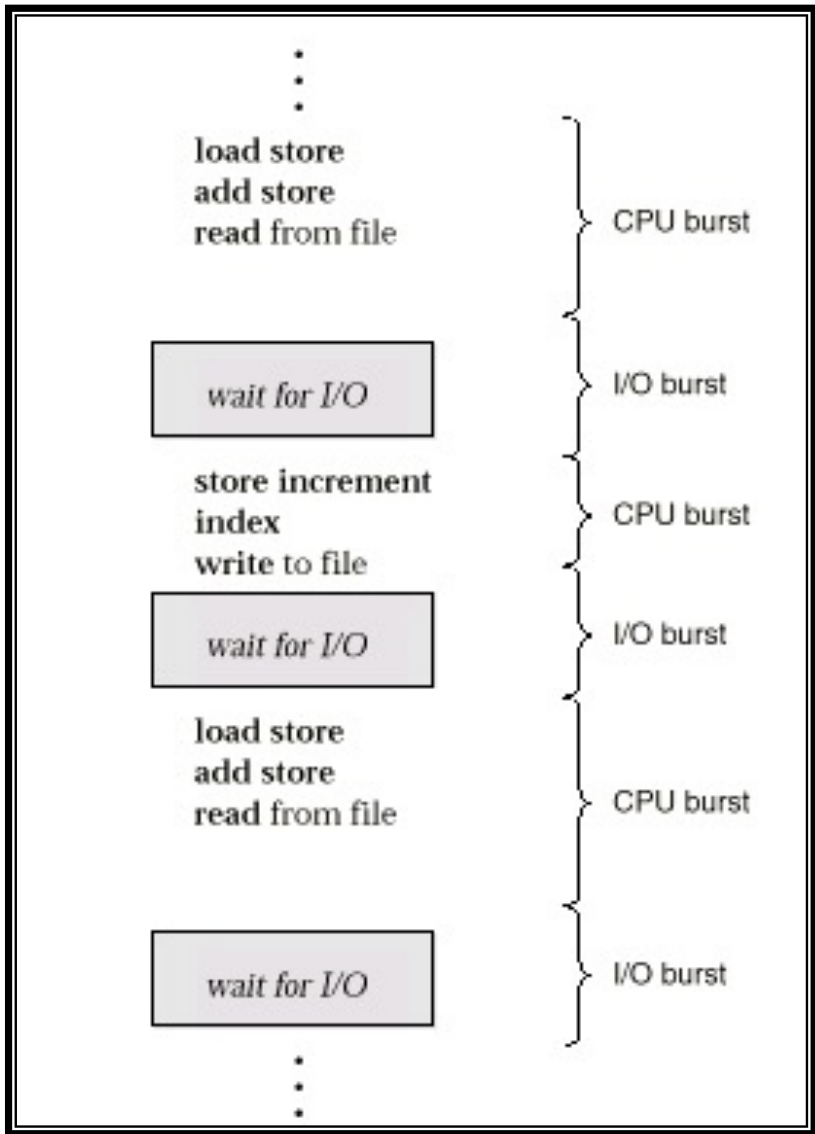 load store
add store
read from file
CPU burst
wait for I/O
I/O burst
store increment
index
write to file
CPU burst
wait for I/O
I/O burst
load store
add store
read from file
CPU burst
wait for I/O
I/O burst